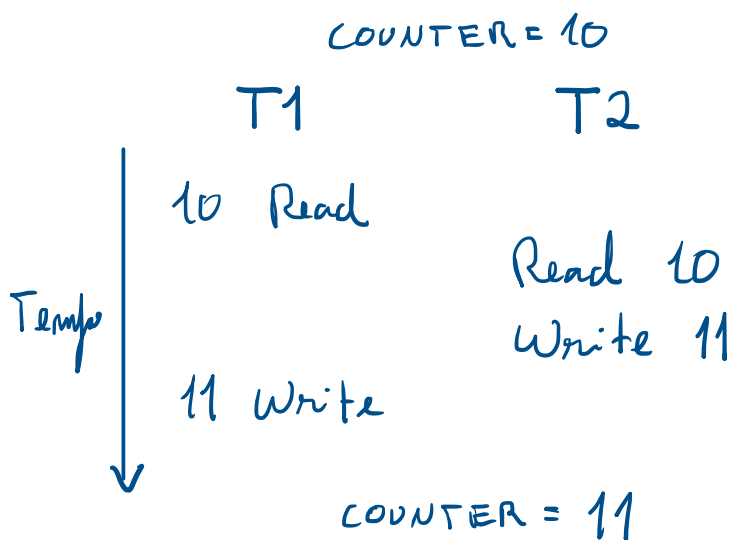 COUNTER = 10
T1 T2
10 Read
Read 10
Tempo
Write 11
11 Write
COUNTER = 11